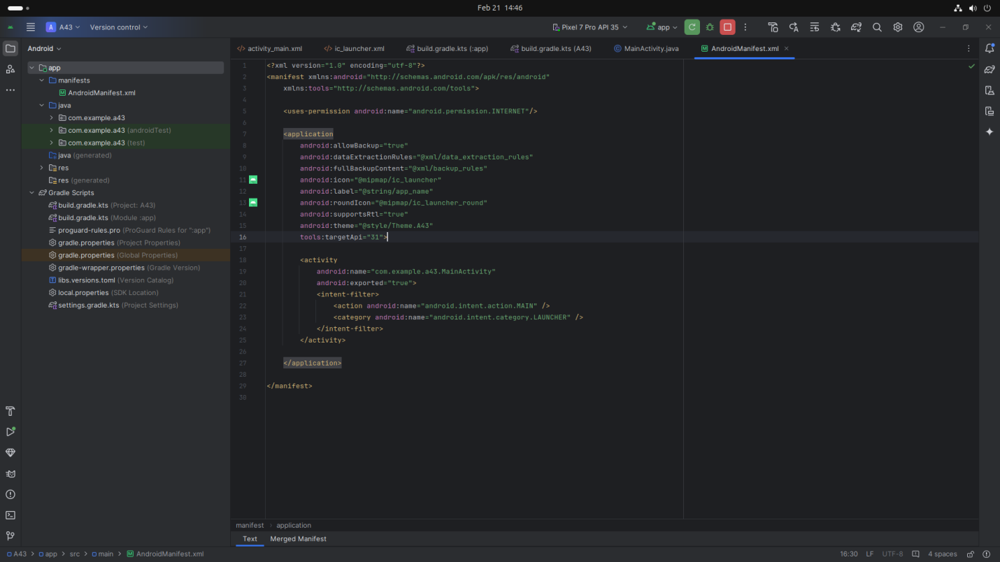 Feb 21 14:46
A A43 Version control
Pixel 7 Pro API 35 app
Android
activity_main.xml ic_launcher.xml build.gradle.kts (:app) build.gradle.kts (A43) MainActivity.java AndroidManifest.xml
app
manifests
AndroidManifest.xml
java
com.example.a43
com.example.a43 (androidTest)
com.example.a43 (test)
java (generated)
res
res (generated)
Gradle Scripts
build.gradle.kts (Project: A43)
build.gradle.kts (Module :app)
proguard-rules.pro (ProGuard Rules for ":app")
gradle.properties (Project Properties)
gradle.properties (Global Properties)
gradle-wrapper.properties (Gradle Version)
libs.versions.toml (Version Catalog)
local.properties (SDK Location)
settings.gradle.kts (Project Settings)
1 <?xml version="1.0" encoding="utf-8"?>
2 <manifest xmlns:android="http://schemas.android.com/apk/res/android"
3 xmlns:tools="http://schemas.android.com/tools">
4
5 <uses-permission android:name="android.permission.INTERNET"/>
6
7 <application
8 android:allowBackup="true"
9 android:dataExtractionRules="@xml/data_extraction_rules"
10 android:fullBackupContent="@xml/backup_rules"
11 android:icon="@mipmap/ic_launcher"
12 android:label="@string/app_name"
13 android:roundIcon="@mipmap/ic_launcher_round"
14 android:supportsRtl="true"
15 android:theme="@style/Theme.A43"
16 tools:targetApi="31">
17
18 <activity
19 android:name="com.example.a43.MainActivity"
20 android:exported="true">
21 <intent-filter>
22 <action android:name="android.intent.action.MAIN" />
23 <category android:name="android.intent.category.LAUNCHER" />
24 </intent-filter>
25 </activity>
26
27 </application>
28
29 </manifest>
30
manifest › application
Text Merged Manifest
A43 > app > src > main > AndroidManifest.xml
16:30 LF UTF-8 4 spaces